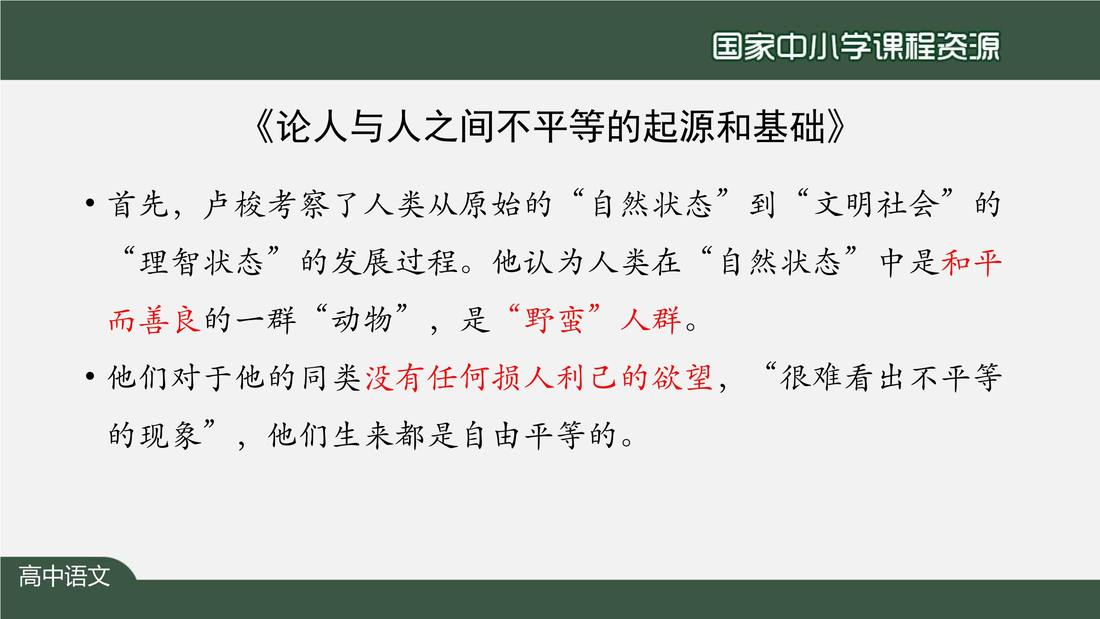 国家中小学课程资源
《论人与人之间不平等的起源和基础》
• 首先，卢梭考察了人类从原始的“自然状态”到“文明社会”的
“理智状态”的发展过程。他认为人类在“自然状态”中是和平
而善良的一群“动物”，是“野蛮”人群。
• 他们对于他的同类没有任何损人利己的欲望，“很难看出不平等
的现象”，他们生来都是自由平等的。
高中语文